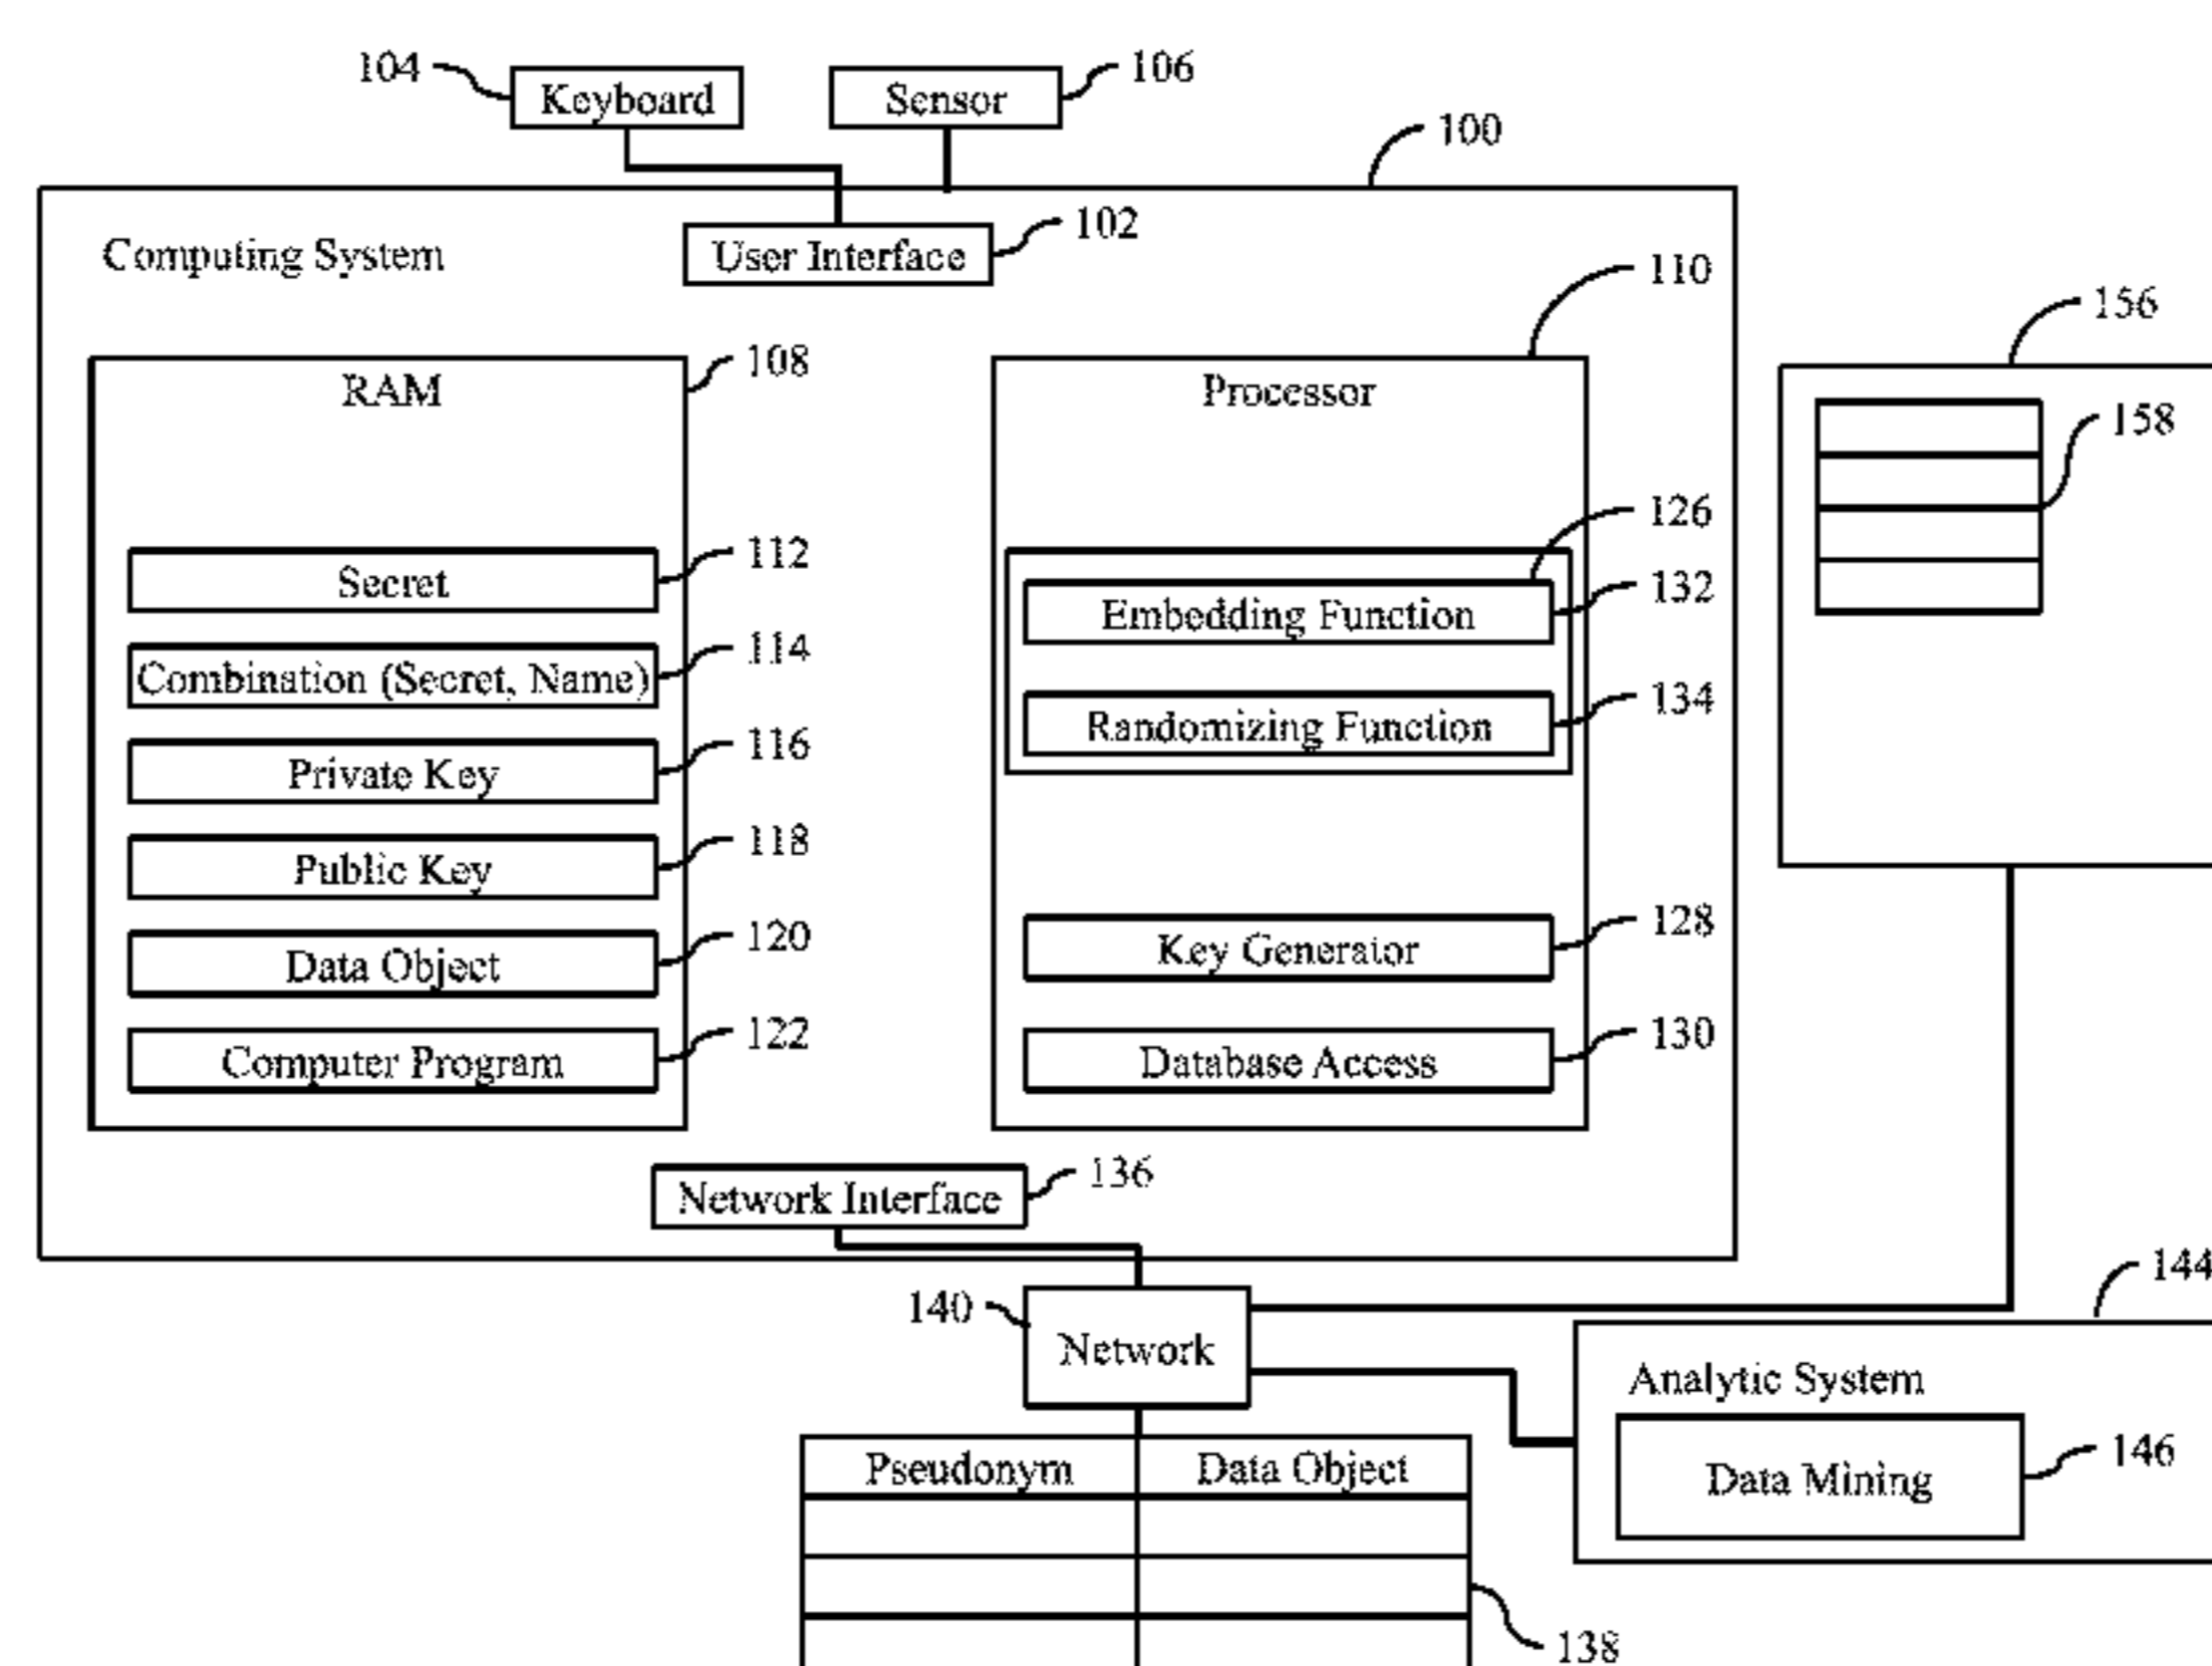 104 Keyboard Sensor 106
100
Computing System User Interface 102
110
156
RAM 108 Processor
158
126
Secret 112 Embedding Function 132
Combination (Secret, Name) 114 Randomizing Function 134
Private Key 116
Public Key 118
Data Object 120 Key Generator 128
Computer Program 122 Database Access 130
Network Interface 136
144
140 Network
Analytic System
Pseudonym Data Object Data Mining 146
138